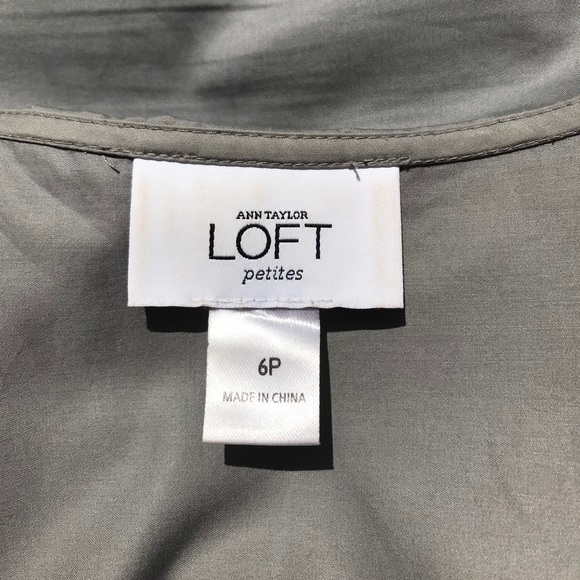 ANN TAYLOR
LOFT
petites
6P
MADE IN CHINA